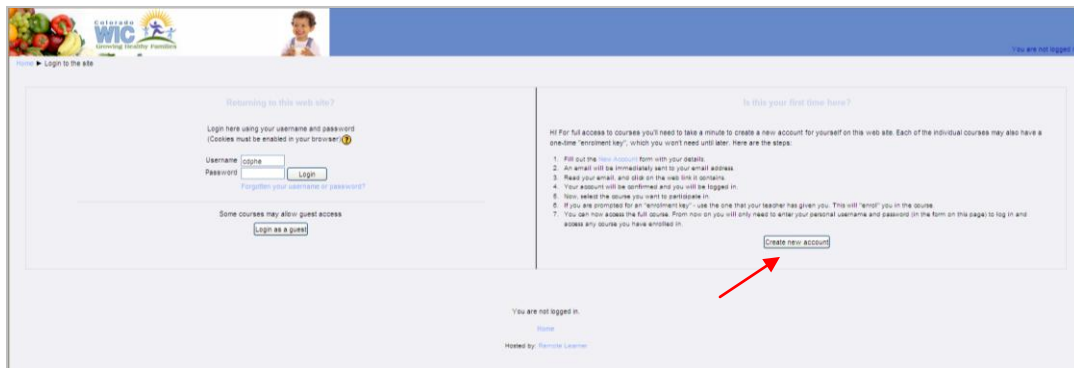 Colorado
WIC
Growing Healthy Families
You are not logged i
Home ► Login to the site
Returning to this web site?
Login here using your username and password
(Cookies must be enabled in your browser)
Username cdphe
Password Login
Forgotten your username or password?
Some courses may allow guest access
Login as a guest
Is this your first time here?
Hi! For full access to courses you'll need to take a minute to create a new account for yourself on this web site. Each of the individual courses may also have a
one-time "enrolment key", which you won't need until later. Here are the steps:
1. Fill out the New Account form with your details.
2. An email will be immediately sent to your email address.
3. Read your email, and click on the web link it contains.
4. Your account will be confirmed and you will be logged in.
5. Now, select the course you want to participate in.
6. If you are prompted for an "enrolment key" - use the one that your teacher has given you. This will "enrol" you in the course.
7. You can now access the full course. From now on you will only need to enter your personal username and password (in the form on this page) to log in and
access any course you have enrolled in.
Create new account
You are not logged in.
Home
Hosted by: Remote Learner